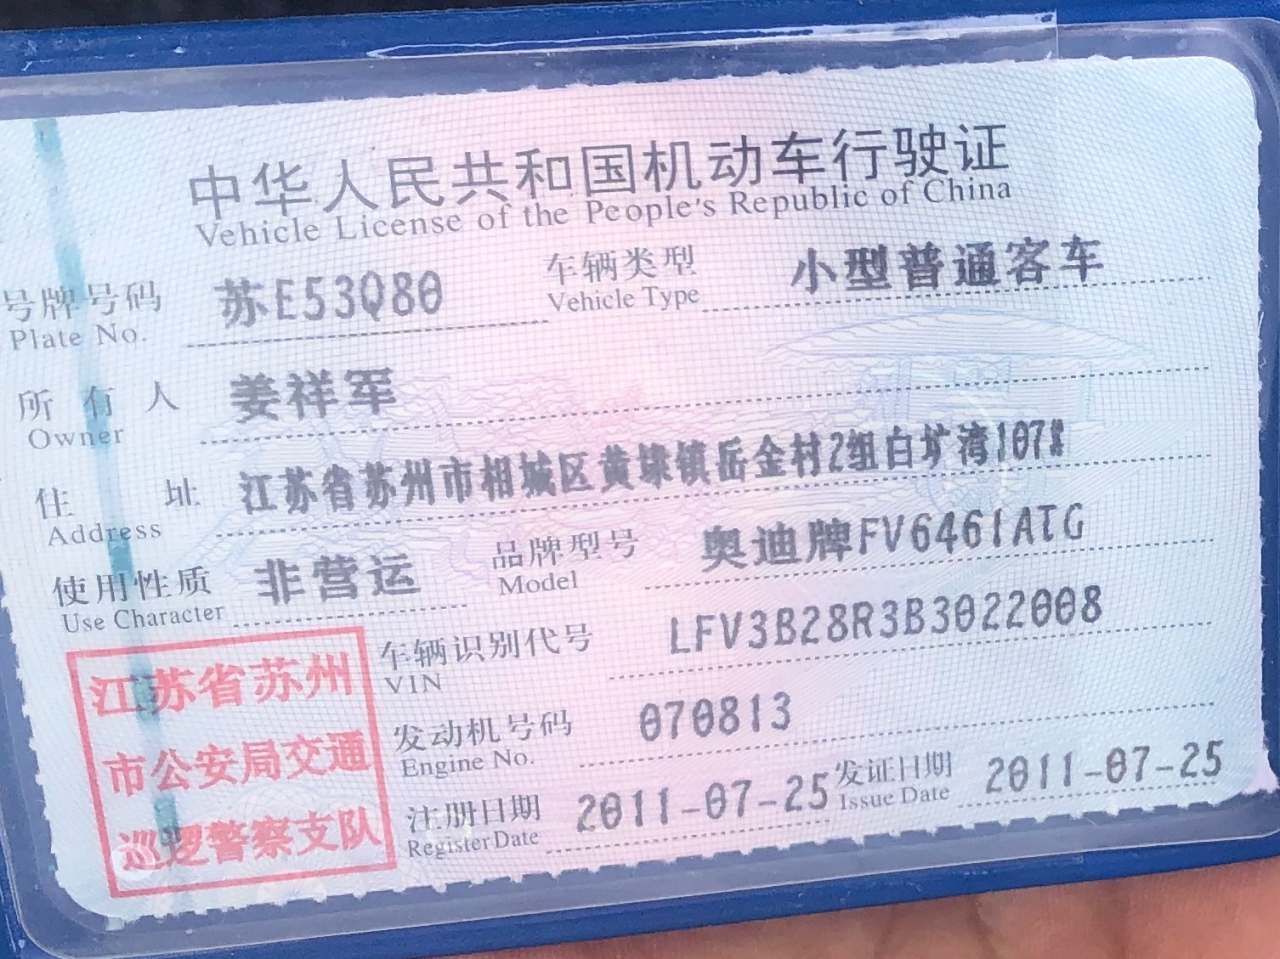 中华人民共和国机动车行驶证
Vehicle License of the People's Republic of China
号牌号码 苏E53Q80 车辆类型 小型普通客车
Plate No. Vehicle Type
所有人 姜祥军
Owner
住址 江苏省苏州市相城区黄埭镇岳金村2组白圹湾107#
Address
使用性质 非营运 品牌型号 奥迪牌FV6461ATG
Use Character Model
车辆识别代号 LFV3B28R3B3022008
VIN
发动机号码 070813
Engine No.
注册日期 2011-07-25 发证日期 2011-07-25
Register Date Issue Date
江苏省苏州
市公安局交通
巡逻警察支队